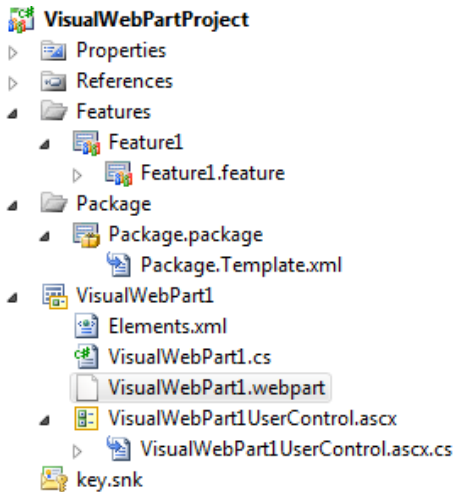 VisualWebPartProject
Properties
References
Features
Feature1
Feature1.feature
Package
Package.package
Package.Template.xml
VisualWebPart1
Elements.xml
VisualWebPart1.cs
VisualWebPart1.webpart
VisualWebPart1UserControl.ascx
VisualWebPart1UserControl.ascx.cs
key.snk